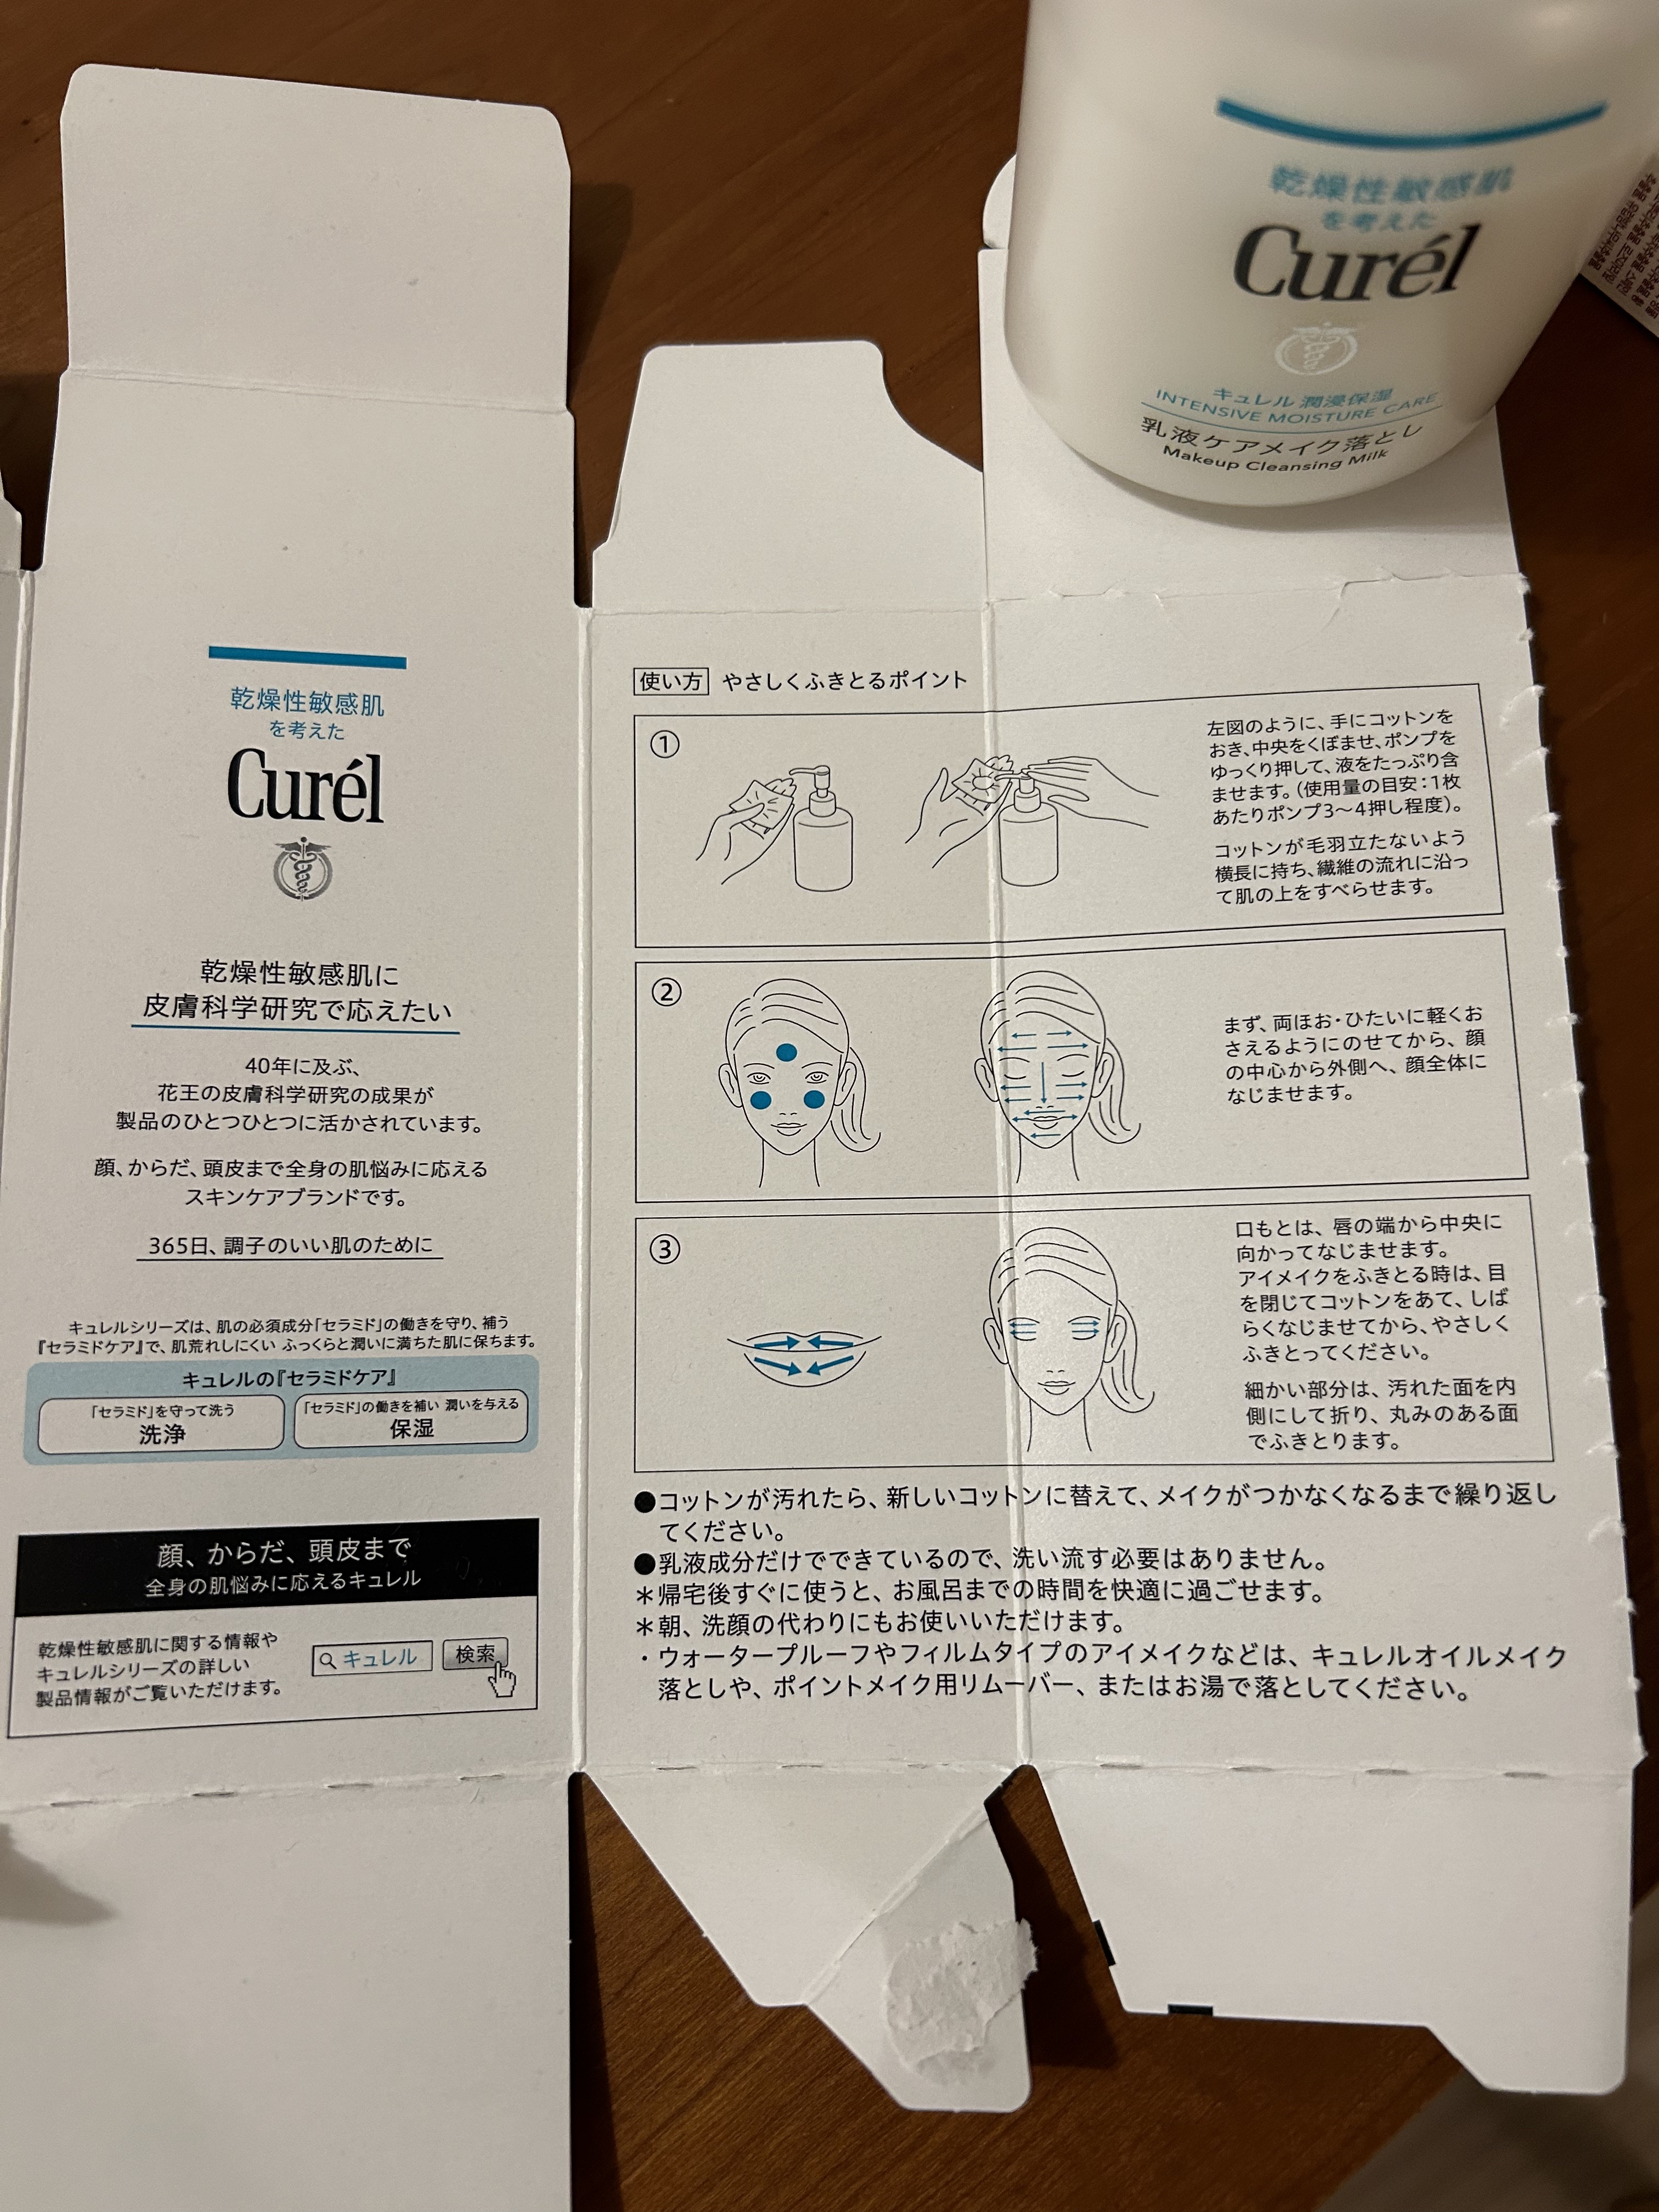 乾燥性敏感肌
を考えた
Curél
キュレル 潤浸保湿
INTENSIVE MOISTURE CARE
乳液ケアメイク落とし
Makeup Cleansing Milk
乾燥性敏感肌
を考えた
Curél
乾燥性敏感肌に
皮膚科学研究で応えたい
40年に及ぶ、
花王の皮膚科学研究の成果が
製品のひとつひとつに活かされています。
顔、からだ、頭皮まで全身の肌悩みに応える
スキンケアブランドです。
365日、調子のいい肌のために
キュレルシリーズは、肌の必須成分「セラミド」の働きを守り、補う
『セラミドケア』で、肌荒れしにくい ふっくらと潤いに満ちた肌に保ちます。
キュレルの『セラミドケア』
「セラミド」を守って洗う
洗浄
「セラミド」の働きを補い 潤いを与える
保湿
顔、からだ、頭皮まで
全身の肌悩みに応えるキュレル
乾燥性敏感肌に関する情報や
キュレルシリーズの詳しい
製品情報がご覧いただけます。
キュレル 検索
使い方 やさしくふきとるポイント
①
左図のように、手にコットンを
おき、中央をくぼませ、ポンプを
ゆっくり押して、液をたっぷり含
ませます。（使用量の目安：1枚
あたりポンプ3〜4押し程度）。
コットンが毛羽立たないよう
横長に持ち、繊維の流れに沿っ
て肌の上をすべらせます。
②
まず、両ほお・ひたいに軽くお
さえるようにのせてから、顔
の中心から外側へ、顔全体に
なじませます。
③
口もとは、唇の端から中央に
向かってなじませます。
アイメイクをふきとる時は、目
を閉じてコットンをあて、しば
らくなじませてから、やさしく
ふきとってください。
細かい部分は、汚れた面を内
側にして折り、丸みのある面
でふきとります。
●コットンが汚れたら、新しいコットンに替えて、メイクがつかなくなるまで繰り返し
てください。
●乳液成分だけでできているので、洗い流す必要はありません。
＊帰宅後すぐに使うと、お風呂までの時間を快適に過ごせます。
＊朝、洗顔の代わりにもお使いいただけます。
・ウォータープルーフやフィルムタイプのアイメイクなどは、キュレルオイルメイク
落としや、ポイントメイク用リムーバー、またはお湯で落としてください。